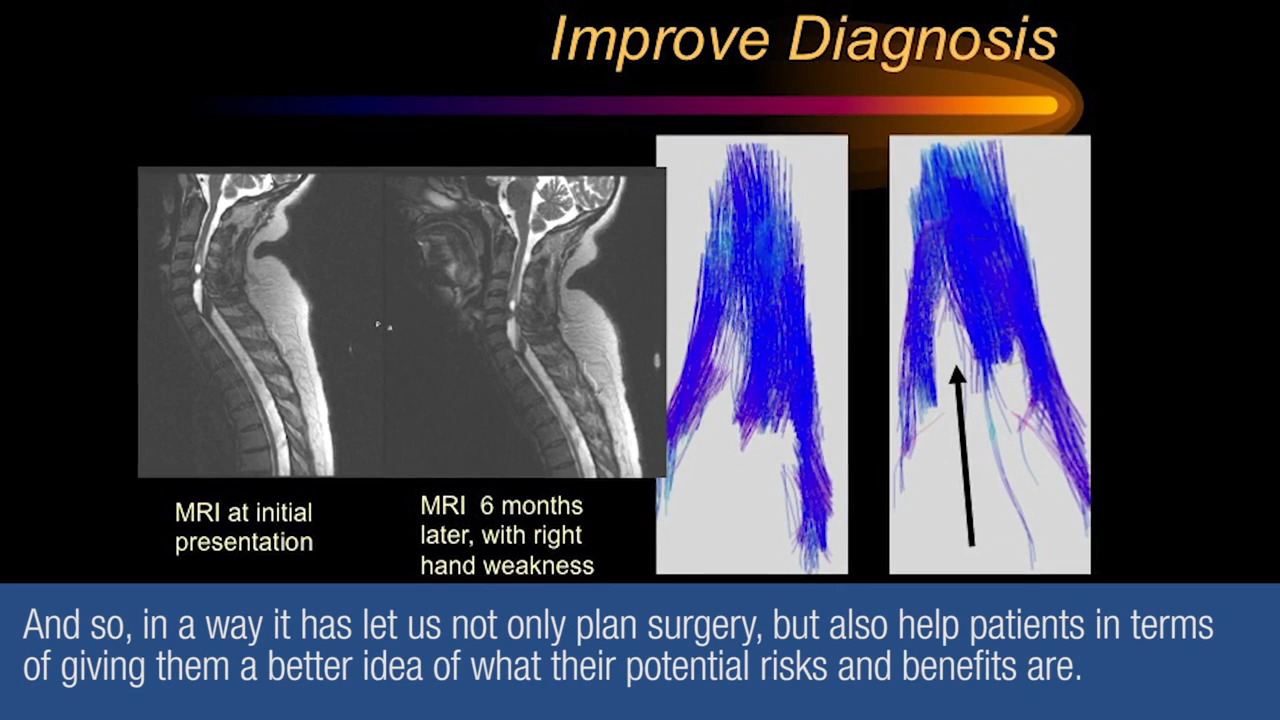 Improve Diagnosis
MRI at initial
presentation
MRI 6 months
later, with right
hand weakness
And so, in a way it has let us not only plan surgery, but also help patients in terms
of giving them a better idea of what their potential risks and benefits are.